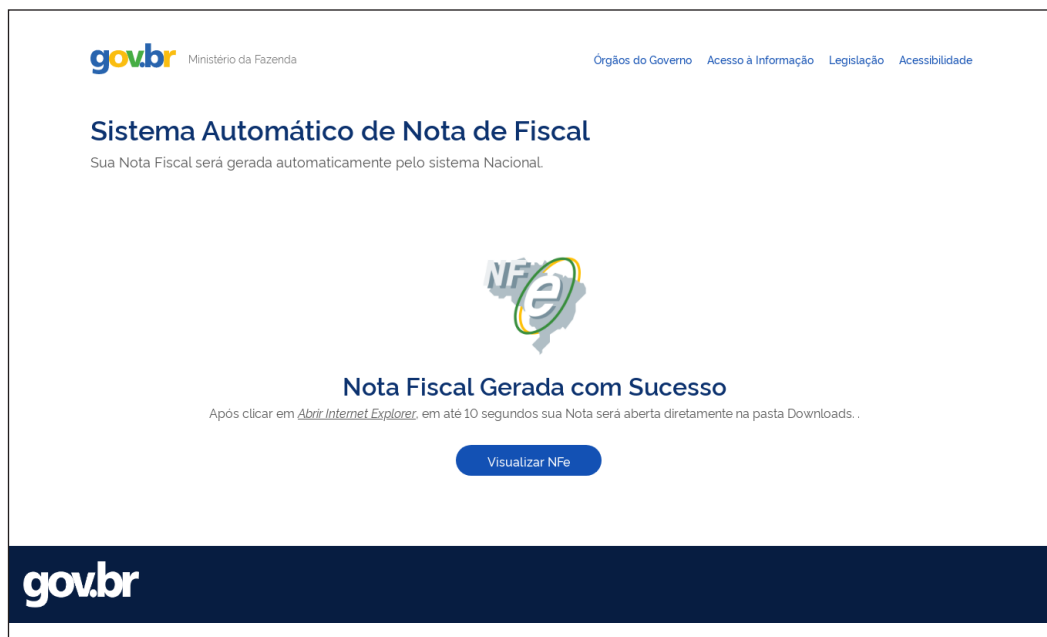 gov.br Ministério da Fazenda Órgãos do Governo Acesso à Informação Legislação Acessibilidade
Sistema Automático de Nota de Fiscal
Sua Nota Fiscal será gerada automaticamente pelo sistema Nacional.
NFe
Nota Fiscal Gerada com Sucesso
Após clicar em Abrir Internet Explorer, em até 10 segundos sua Nota será aberta diretamente na pasta Downloads. .
Visualizar NFe
gov.br